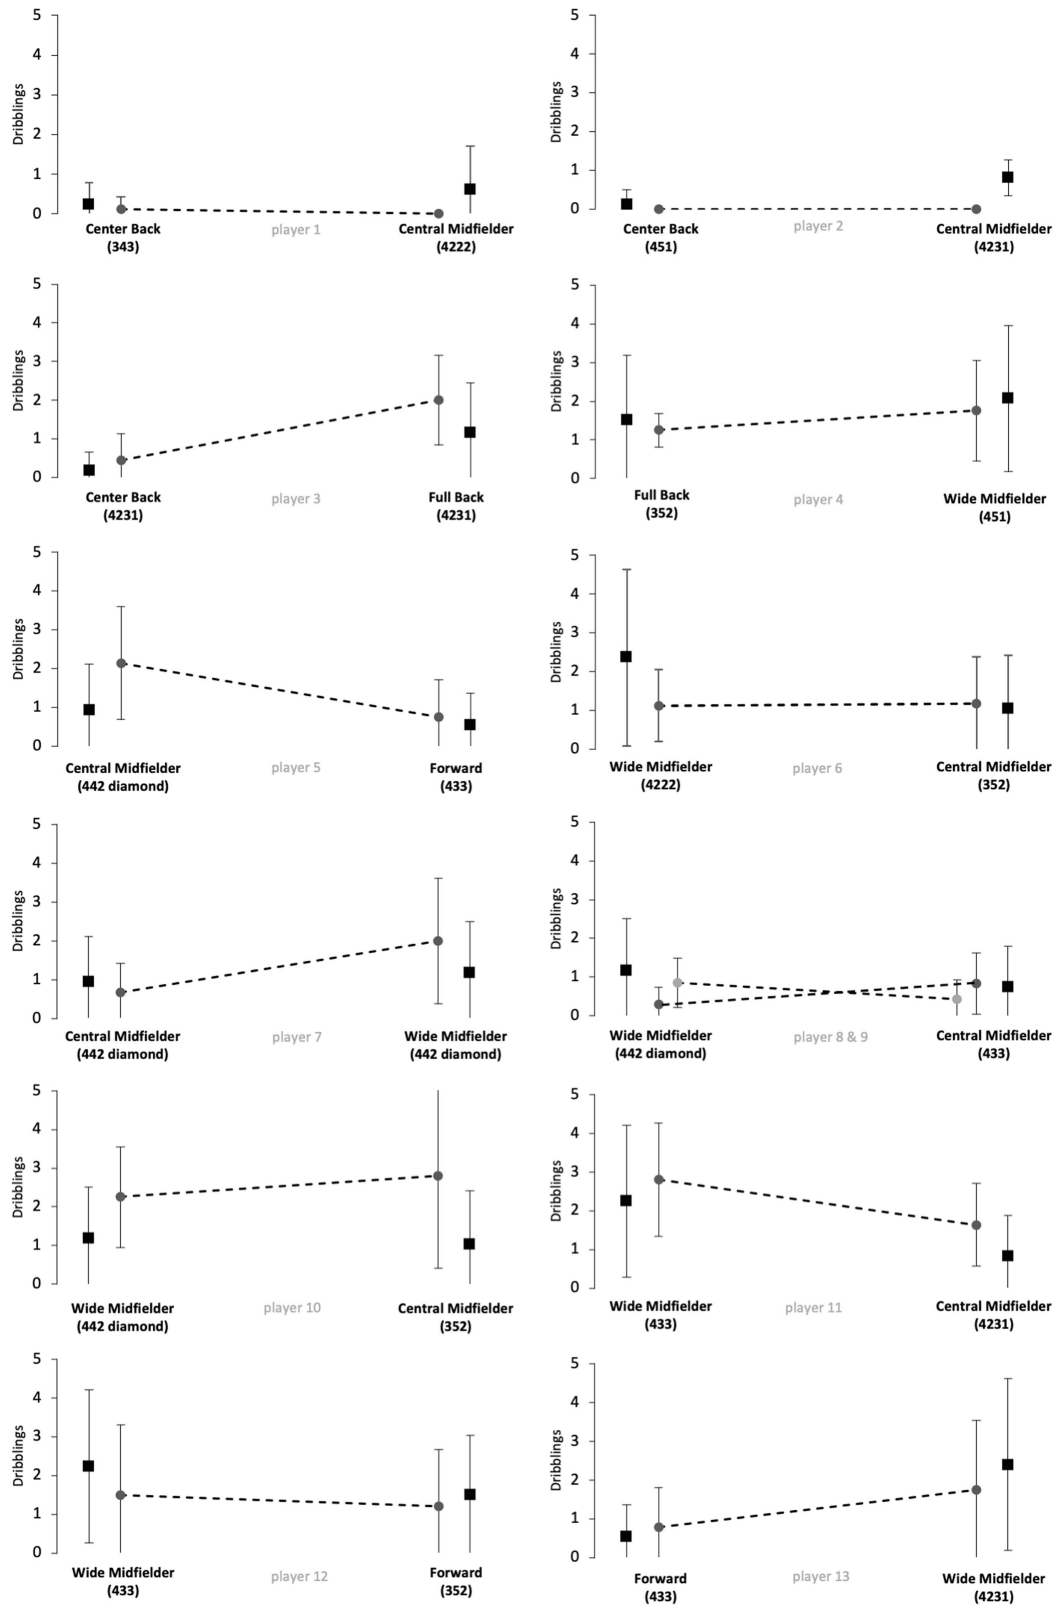 5
4
3
2
1
0
Dribblings
Center Back
(343)
player 1
Central Midfielder
(4222)
5
4
3
2
1
0
Dribblings
Center Back
(451)
player 2
Central Midfielder
(4231)
5
4
3
2
1
0
Dribblings
Center Back
(4231)
player 3
Full Back
(4231)
5
4
3
2
1
0
Dribblings
Full Back
(352)
player 4
Wide Midfielder
(451)
5
4
3
2
1
0
Dribblings
Central Midfielder
(442 diamond)
player 5
Forward
(433)
5
4
3
2
1
0
Dribblings
Wide Midfielder
(4222)
player 6
Central Midfielder
(352)
5
4
3
2
1
0
Dribblings
Central Midfielder
(442 diamond)
player 7
Wide Midfielder
(442 diamond)
5
4
3
2
1
0
Dribblings
Wide Midfielder
(442 diamond)
player 8 & 9
Central Midfielder
(433)
5
4
3
2
1
0
Dribblings
Wide Midfielder
(442 diamond)
player 10
Central Midfielder
(352)
5
4
3
2
1
0
Dribblings
Wide Midfielder
(433)
player 11
Central Midfielder
(4231)
5
4
3
2
1
0
Dribblings
Wide Midfielder
(433)
player 12
Forward
(352)
5
4
3
2
1
0
Dribblings
Forward
(433)
player 13
Wide Midfielder
(4231)